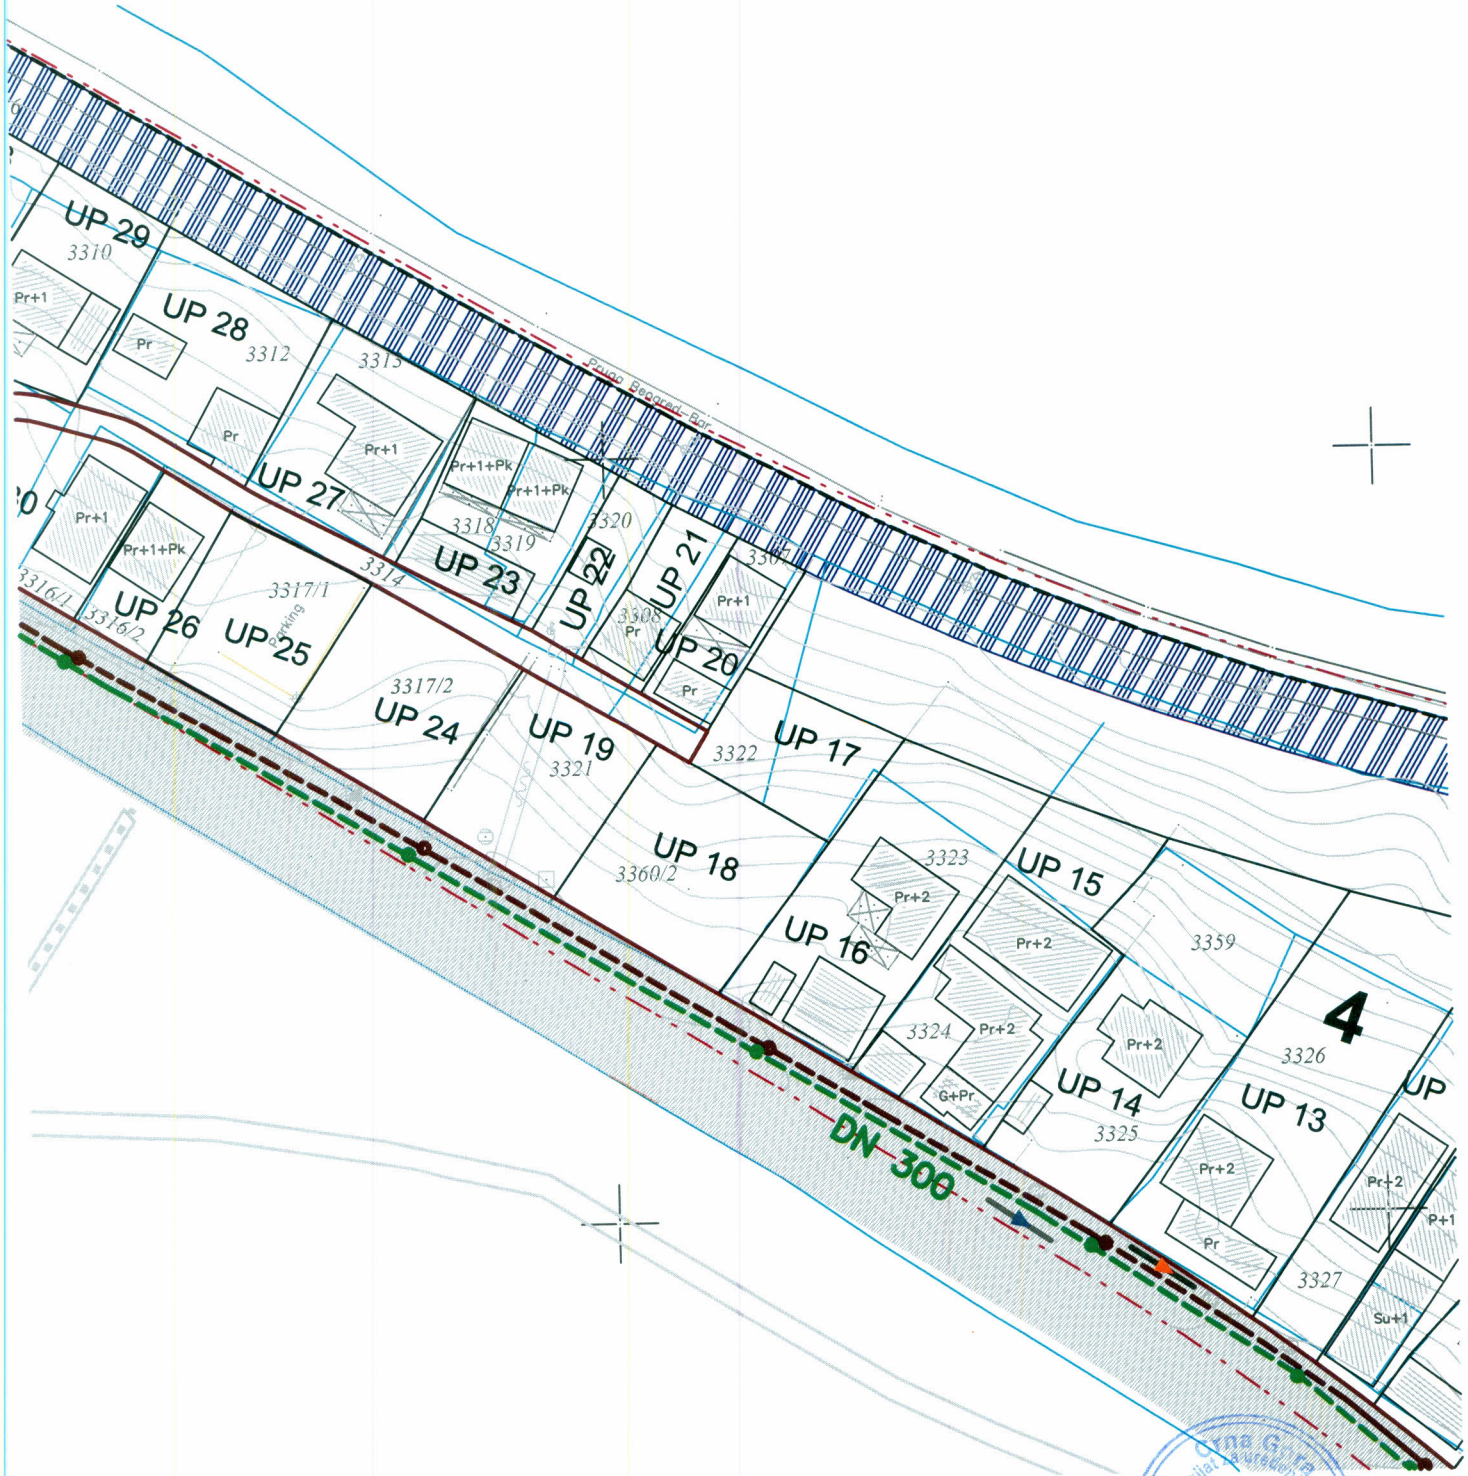 UP 29
3310
Pr+1
UP 28
3312
Pr
Pr
3313
Pruga Beograd-Bar
Pr+1
UP 27
Pr+1+Pk
Pr+1+Pk
3318
3319
UP 23
3320
UP 22
UP 21
3307
Pr+1
3308
Pr
UP 20
Pr
Pr+1
Pr+1+Pk
3316/1
3316/2
UP 26
3317/1
Parking
UP 25
3314
3317/2
UP 24
UP 19
3321
3322
UP 17
UP 18
3360/2
3323
Pr+2
UP 16
UP 15
Pr+2
3359
3324
Pr+2
G+Pr
Pr+2
UP 14
3325
4
3326
UP 13
UP
Pr+2
Pr
Pr+2
P+1
3327
Su+1
DN 300
Crna Gora